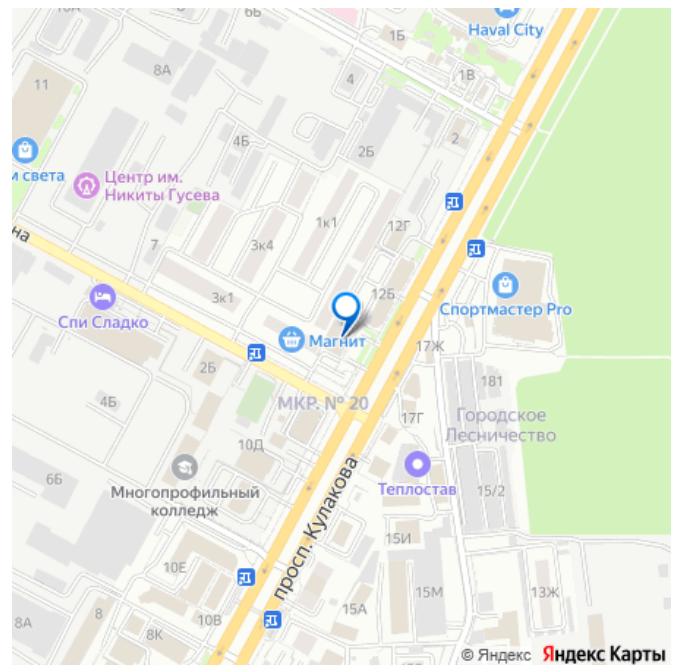 6Б
1Б
Haval City
8А
4
1В
11
2
4Б
2Б
м света
Центр им.
Никиты Гусева
1к1
12Г
на
7
3к4
3к1
12Б
Спортмастер Pro
Спи Сладко
Магнит
17Ж
2Б
181
4Б
МКР. № 20
17Г
Городское
Лесничество
10Д
6Б
Многопрофильный
колледж
Теплостав
15/2
просп. Кулакова
15И
10Е
15М
13Ж
8А
8
10В
15А
8К
© Яндекс Яндекс Карты